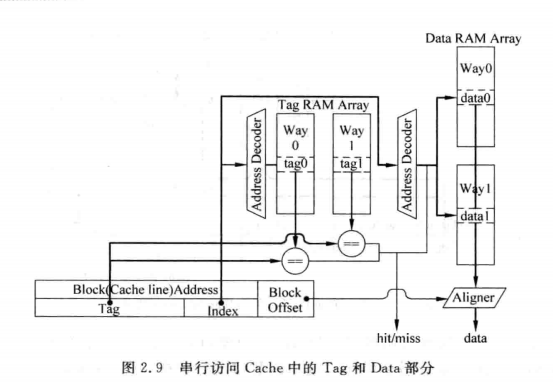 Data RAM Array
Way0
data0
Tag RAM Array
Address Decoder
Way
0
tag0
Way
1
tag1
Address Decoder
Way1
data1
==
==
Block(Cache line)Address
Tag
Index
Block
Offset
Aligner
hit/miss
data
图 2.9 串行访问 Cache 中的 Tag 和 Data 部分